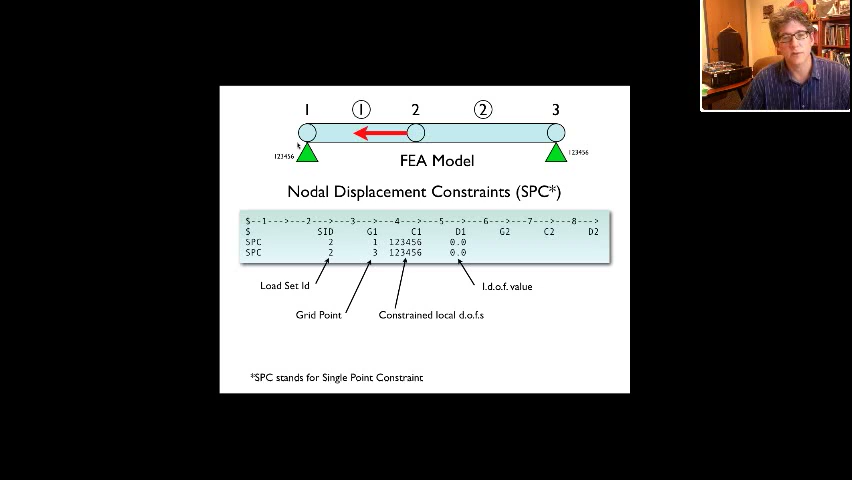 1 ① 2 ② 3
123456 123456
FEA Model
Nodal Displacement Constraints (SPC*)
$--1--->--->--2--->--->--3--->--->--4--->--->--5--->--->--6--->--->--7--->--->--8--->
$ SID G1 C1 D1 G2 C2 D2
SPC 2 1 123456 0.0
SPC 2 3 123456 0.0
Load Set Id l.d.o.f. value
Grid Point Constrained local d.o.f.s
*SPC stands for Single Point Constraint